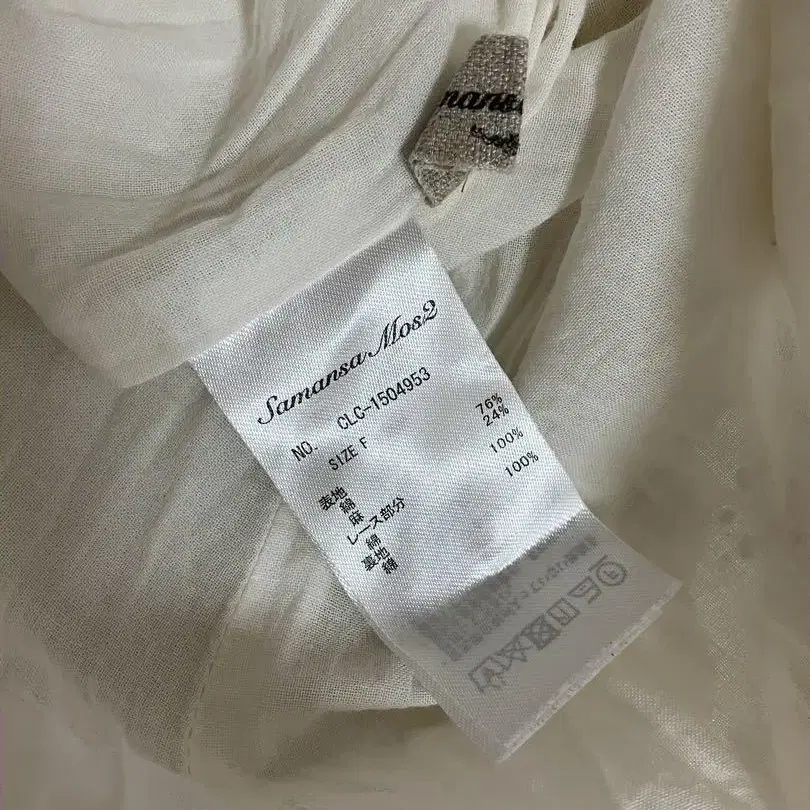 Samansa Mos2
NO. CLC-1504953
SIZE F
表地
綿 76%
麻 24%
レース部分
綿 100%
裏地
綿 100%